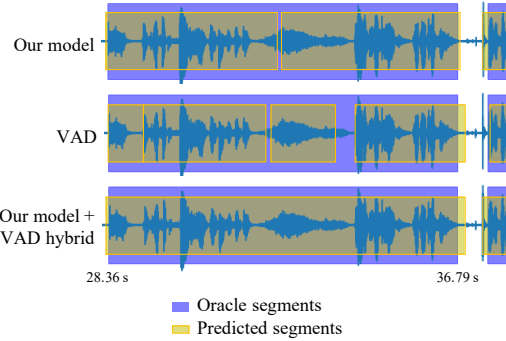 Our model
VAD
Our model +
VAD hybrid
28.36 s
36.79 s
Oracle segments
Predicted segments